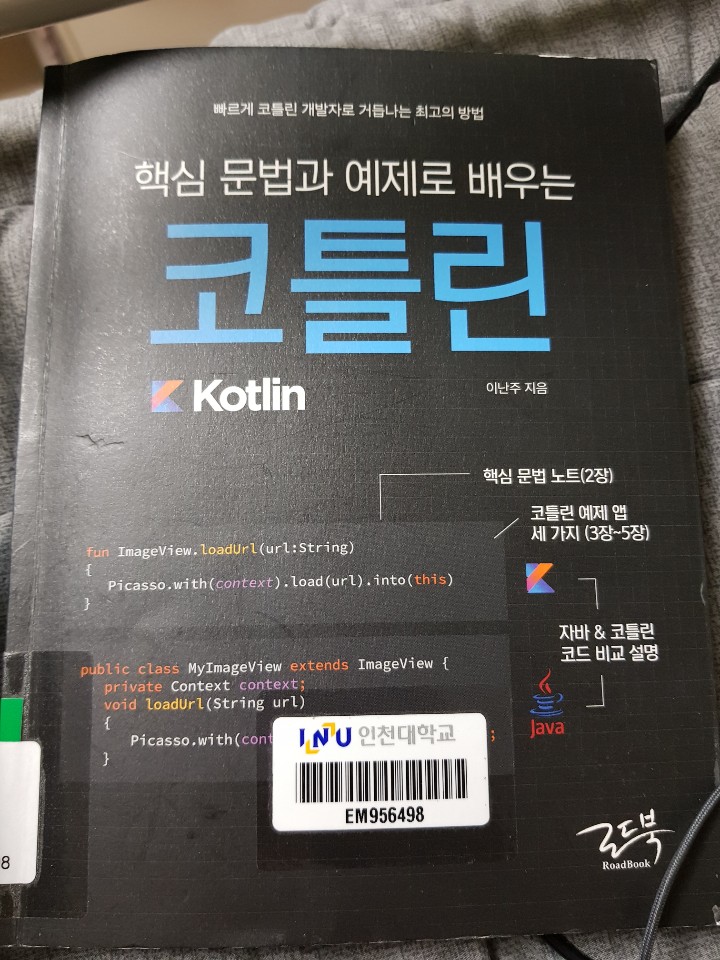 빠르게 코틀린 개발자로 거듭나는 최고의 방법
핵심 문법과 예제로 배우는
코틀린
Kotlin
이난주 지음
핵심 문법 노트(2장)
코틀린 예제 앱
세 가지 (3장~5장)
fun ImageView.loadUrl(url:String)
{
Picasso.with(context).load(url).into(this)
}
자바 & 코틀린
코드 비교 설명
public class MyImageView extends ImageView {
private Context context;
void loadUrl(String url)
{
Picasso.with(cont ;
}
Java
INU 인천대학교
EM956498
로드북
RoadBook
8